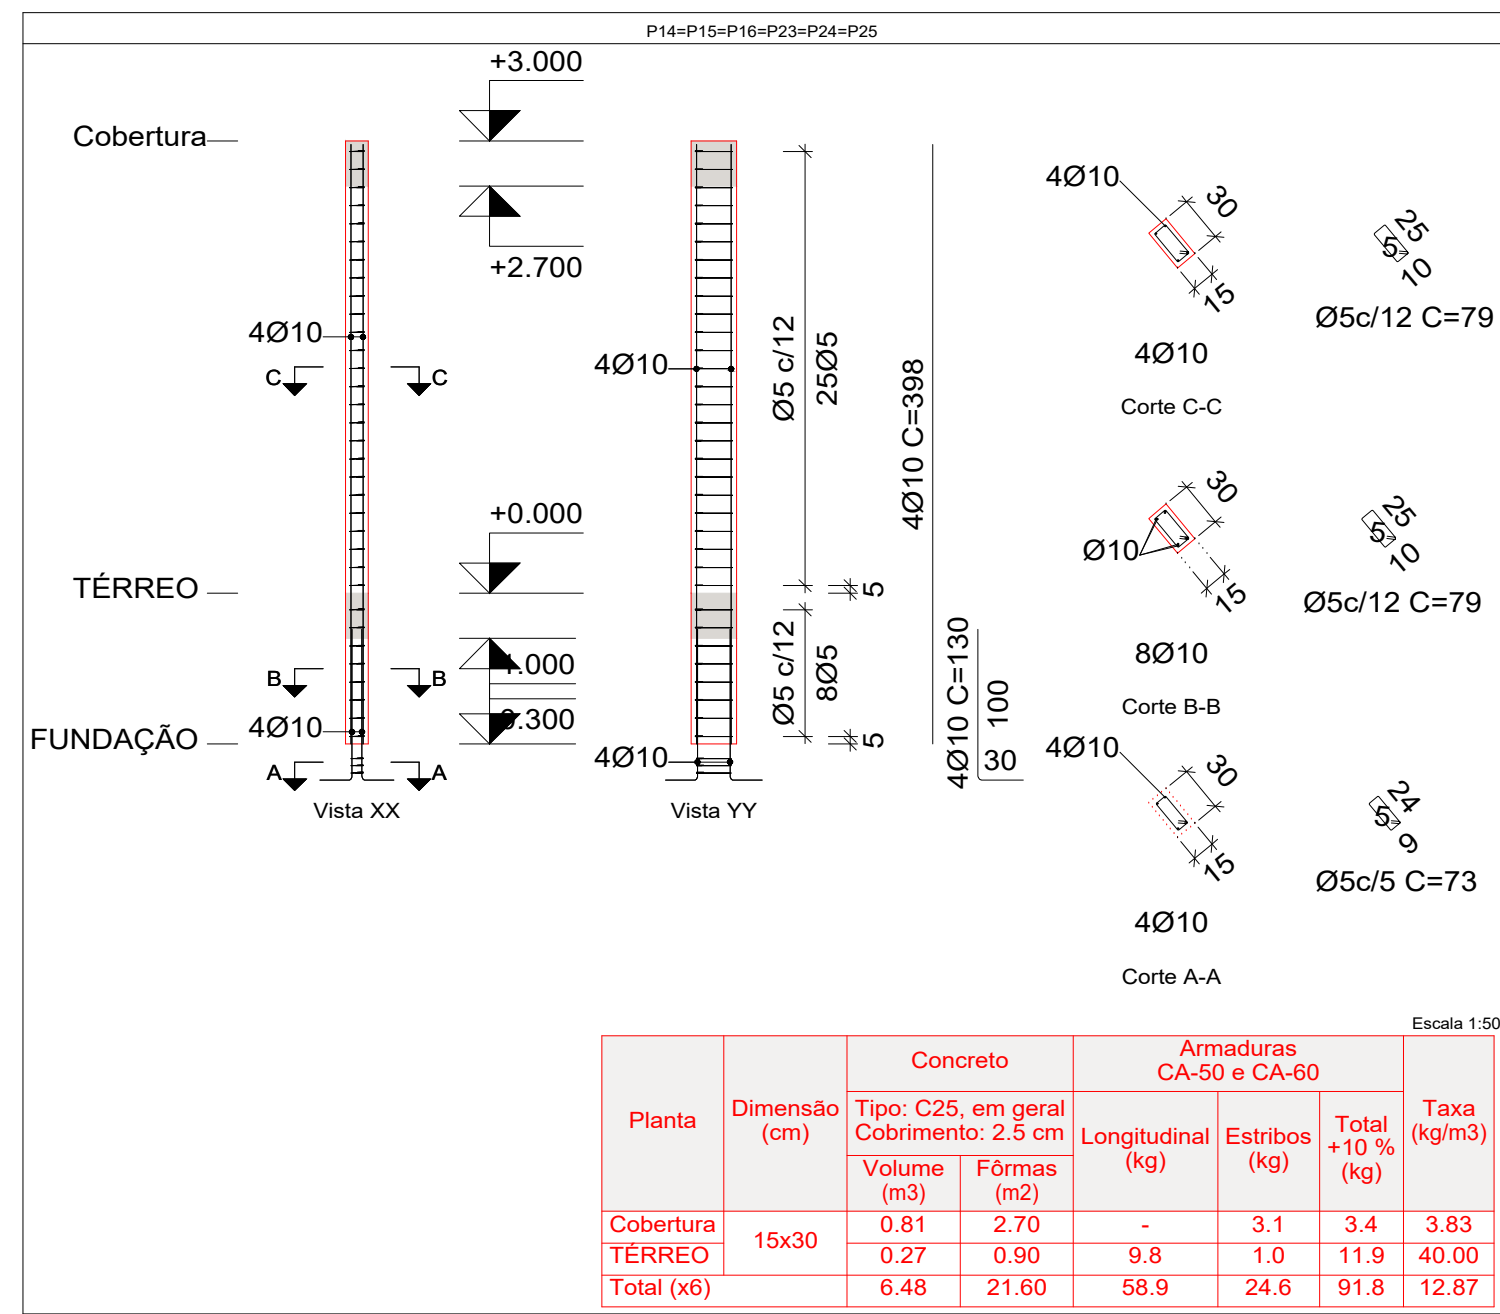 P14=P15=P16=P23=P24=P25
+3.000
Cobertura
+2.700
4Ø10
C
C
+0.000
TÉRREO
B
B
4Ø10
FUNDAÇÃO
A
A
Vista XX
.000
.300
4Ø10
4Ø10
Vista YY
Ø5 c/12
25Ø5
5
Ø5 c/12
8Ø5
5
4Ø10 C=398
4Ø10 C=130
100
30
4Ø10
30
15
4Ø10
Corte C-C
25
5
10
Ø5c/12 C=79
30
Ø10
15
8Ø10
Corte B-B
25
5
10
Ø5c/12 C=79
4Ø10
30
15
4Ø10
Corte A-A
24
5
9
Ø5c/5 C=73
Escala 1:50
Planta
Dimensão
(cm)
Concreto
Tipo: C25, em geral
Cobrimento: 2.5 cm
Volume
(m3)
Fôrmas
(m2)
Armaduras
CA-50 e CA-60
Longitudinal
(kg)
Estribos
(kg)
Total
+10 %
(kg)
Taxa
(kg/m3)
Cobertura 15x30 0.81 2.70 - 3.1 3.4 3.83
TÉRREO 0.27 0.90 9.8 1.0 11.9 40.00
Total (x6) 6.48 21.60 58.9 24.6 91.8 12.87